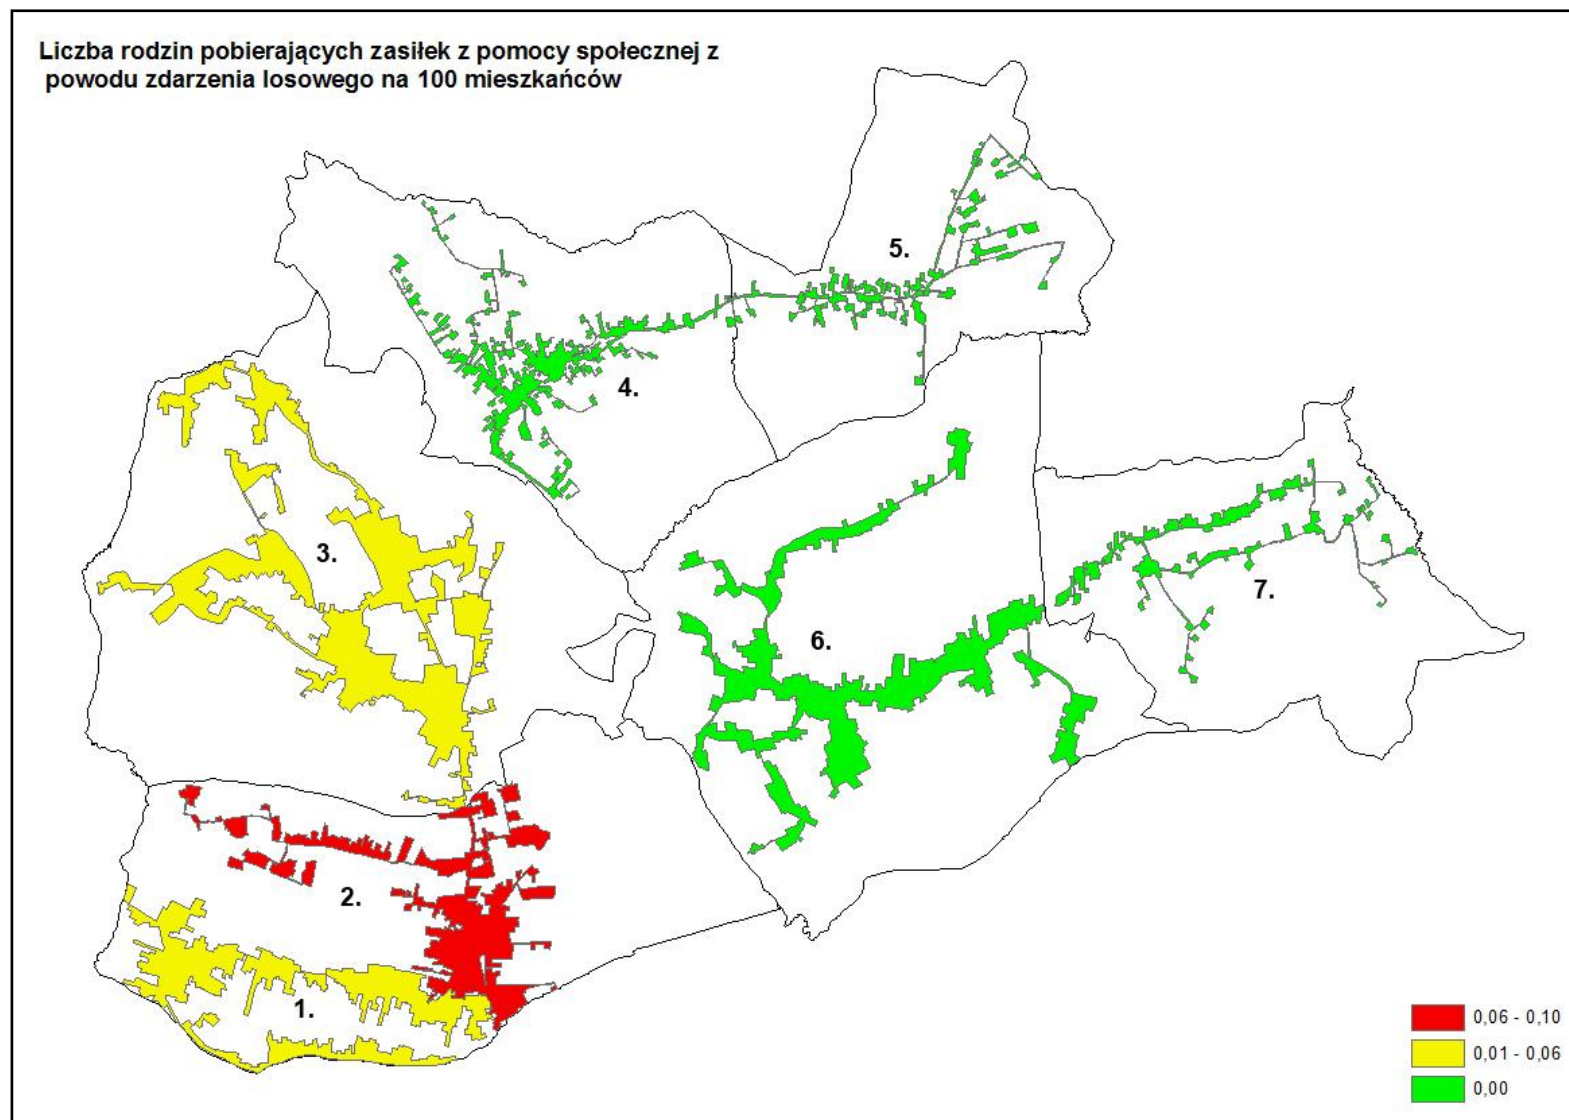 Liczba rodzin pobierających zasiłek z pomocy społecznej z
powodu zdarzenia losowego na 100 mieszkańców
5.
4.
3.
7.
6.
2.
1.
0,06 - 0,10
0,01 - 0,06
0,00